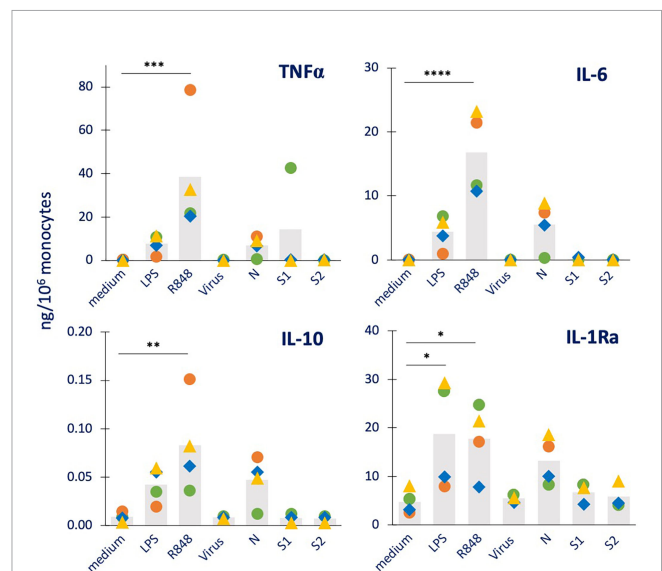 TNFα
***
80
60
40
20
0
medium LPS R848 Virus N S1 S2
IL-6
****
30
20
10
0
medium LPS R848 Virus N S1 S2
ng/10⁶ monocytes
IL-10
**
0.20
0.15
0.10
0.05
0.00
medium LPS R848 Virus N S1 S2
IL-1Ra
*
*
40
30
20
10
0
medium LPS R848 Virus N S1 S2